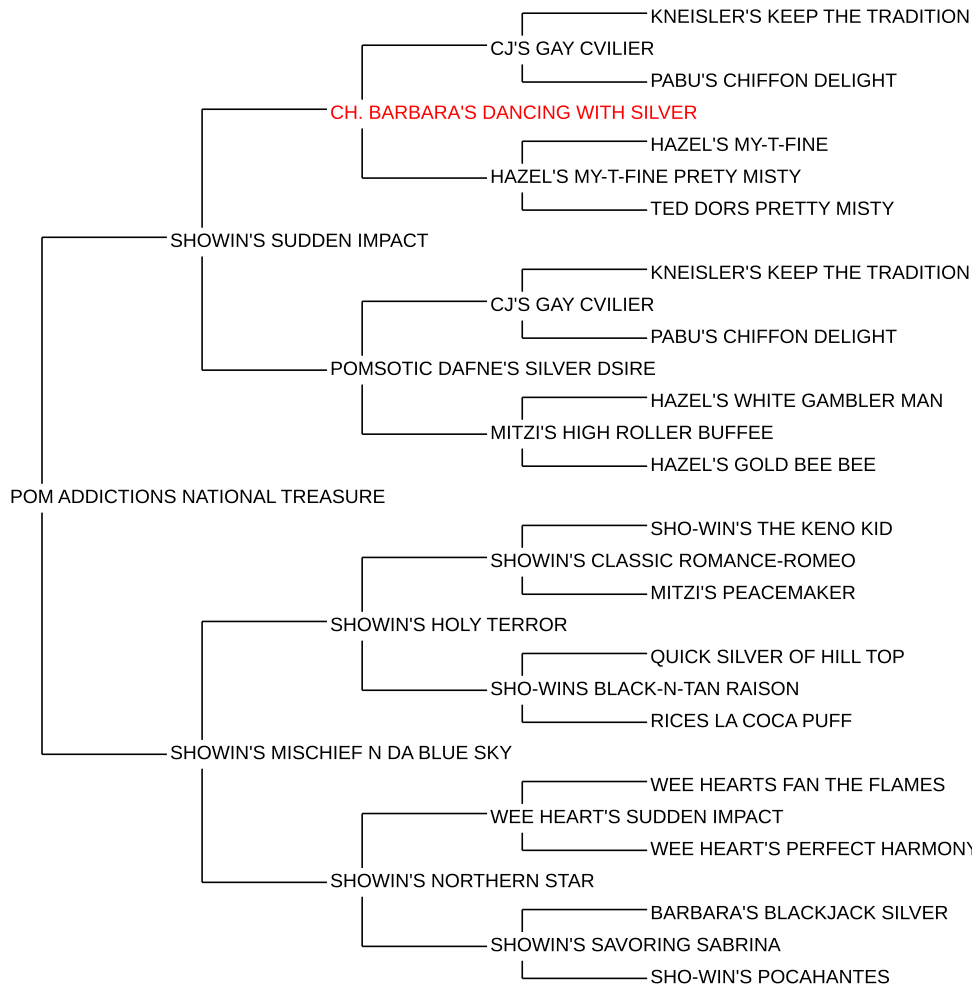 KNEISLER'S KEEP THE TRADITION
CJ'S GAY CVILIER
PABU'S CHIFFON DELIGHT
CH. BARBARA'S DANCING WITH SILVER
HAZEL'S MY-T-FINE
HAZEL'S MY-T-FINE PRETY MISTY
TED DORS PRETTY MISTY
SHOWIN'S SUDDEN IMPACT
KNEISLER'S KEEP THE TRADITION
CJ'S GAY CVILIER
PABU'S CHIFFON DELIGHT
POMSOTIC DAFNE'S SILVER DSIRE
HAZEL'S WHITE GAMBLER MAN
MITZI'S HIGH ROLLER BUFFEE
HAZEL'S GOLD BEE BEE
POM ADDICTIONS NATIONAL TREASURE
SHO-WIN'S THE KENO KID
SHOWIN'S CLASSIC ROMANCE-ROMEO
MITZI'S PEACEMAKER
SHOWIN'S HOLY TERROR
QUICK SILVER OF HILL TOP
SHO-WINS BLACK-N-TAN RAISON
RICES LA COCA PUFF
SHOWIN'S MISCHIEF N DA BLUE SKY
WEE HEARTS FAN THE FLAMES
WEE HEART'S SUDDEN IMPACT
WEE HEART'S PERFECT HARMONY
SHOWIN'S NORTHERN STAR
BARBARA'S BLACKJACK SILVER
SHOWIN'S SAVORING SABRINA
SHO-WIN'S POCAHANTES